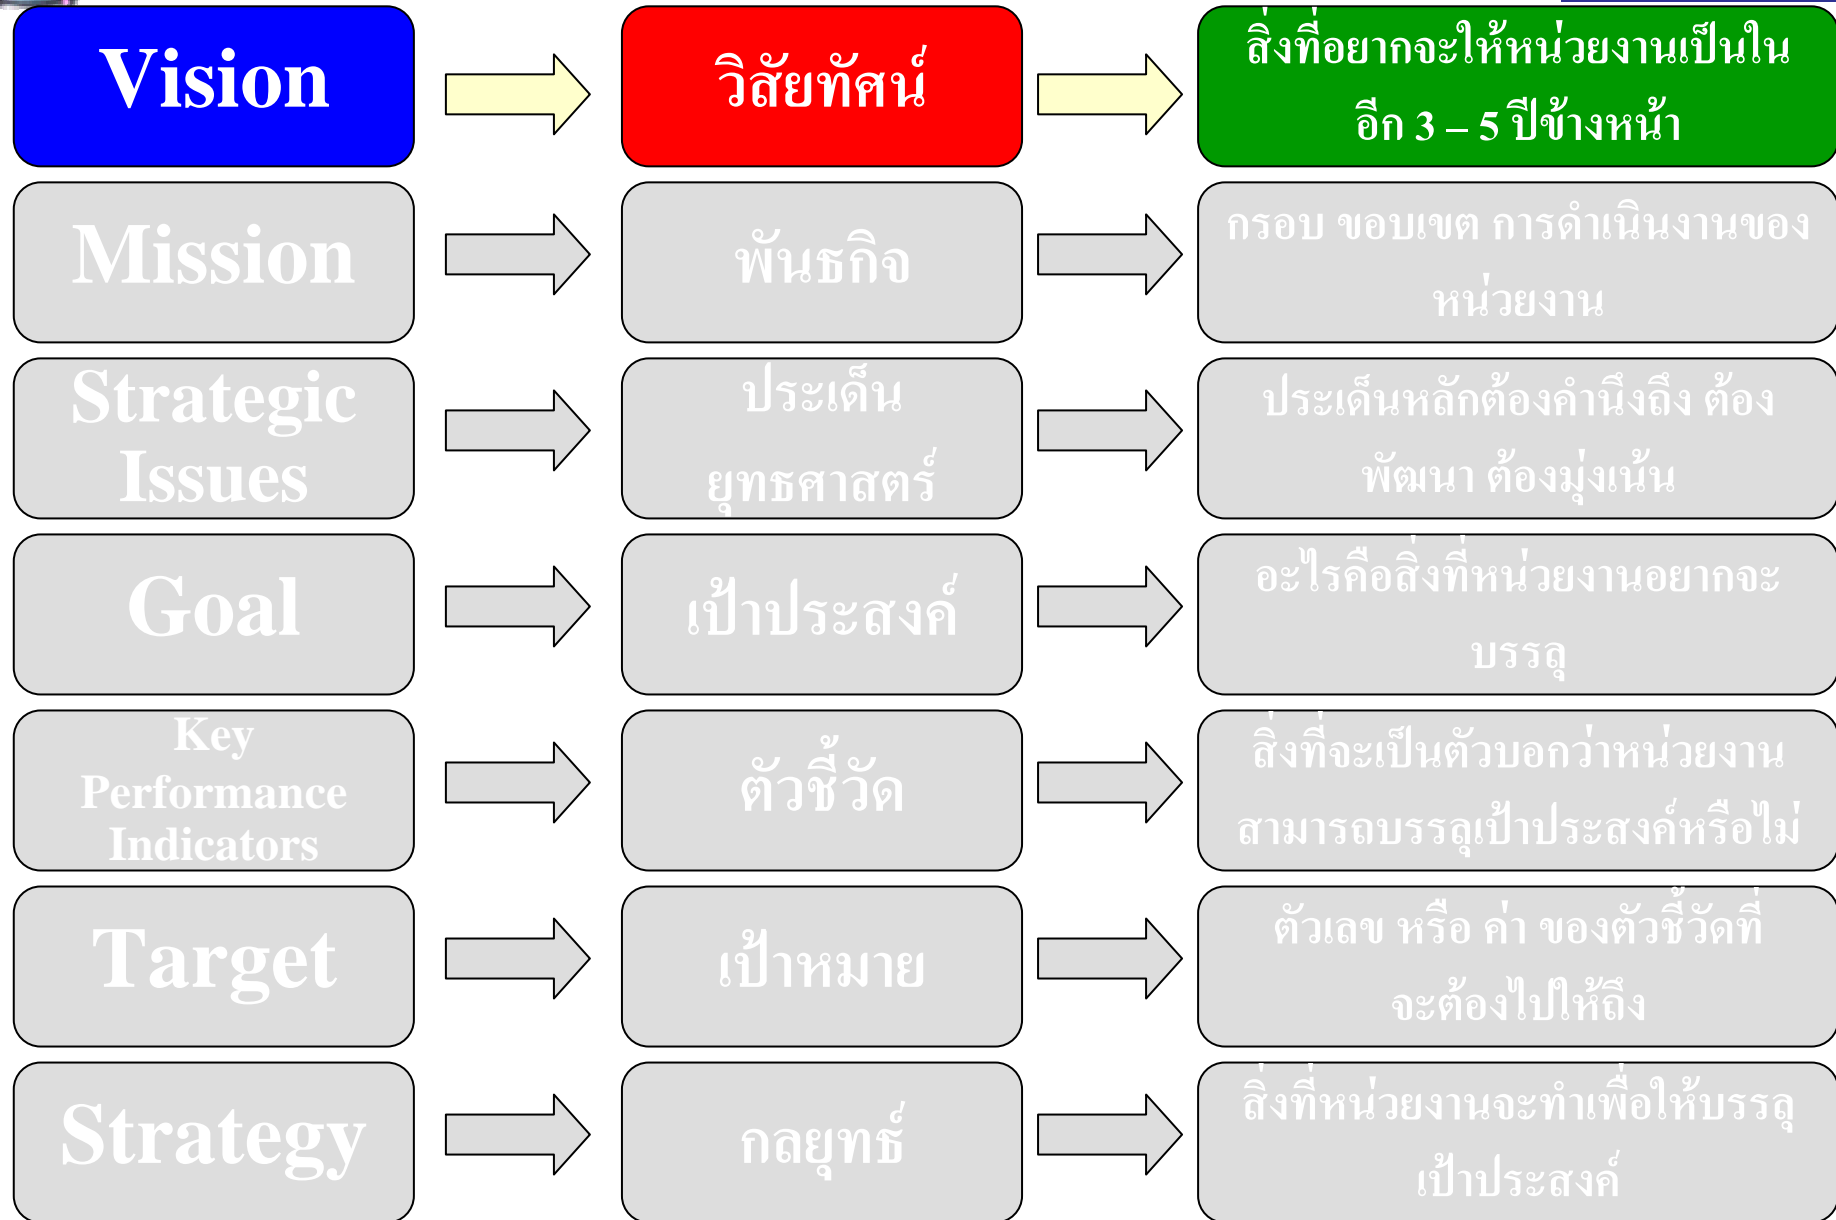 Vision
วิสัยทัศน์
สิ่งที่อยากจะให้หน่วยงานเป็นใน
อีก 3 – 5 ปีข้างหน้า
Mission
พันธกิจ
กรอบ ขอบเขต การดำเนินงานของ
หน่วยงาน
Strategic
Issues
ประเด็น
ยุทธศาสตร์
ประเด็นหลักต้องคำนึงถึง ต้อง
พัฒนา ต้องมุ่งเน้น
Goal
เป้าประสงค์
อะไรคือสิ่งที่หน่วยงานอยากจะ
บรรลุ
Key
Performance
Indicators
ตัวชี้วัด
สิ่งที่จะเป็นตัวบอกว่าหน่วยงาน
สามารถบรรลุเป้าประสงค์หรือไม่
Target
เป้าหมาย
ตัวเลข หรือ ค่า ของตัวชี้วัดที่
จะต้องไปให้ถึง
Strategy
กลยุทธ์
สิ่งที่หน่วยงานจะทำเพื่อให้บรรลุ
เป้าประสงค์